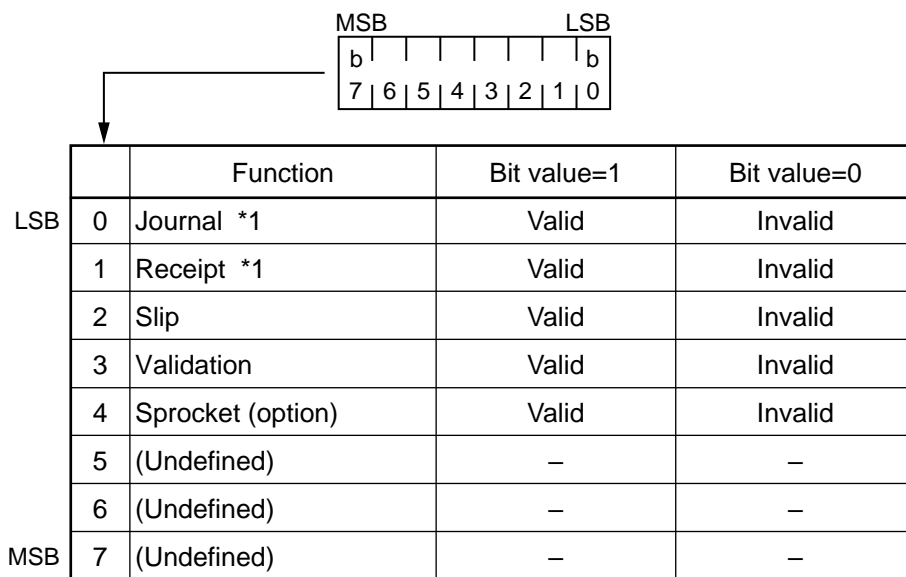 MSB LSB
b b
7 6 5 4 3 2 1 0
Function Bit value=1 Bit value=0
LSB 0 Journal *1 Valid Invalid
1 Receipt *1 Valid Invalid
2 Slip Valid Invalid
3 Validation Valid Invalid
4 Sprocket (option) Valid Invalid
5 (Undefined) – –
6 (Undefined) – –
MSB 7 (Undefined) – –